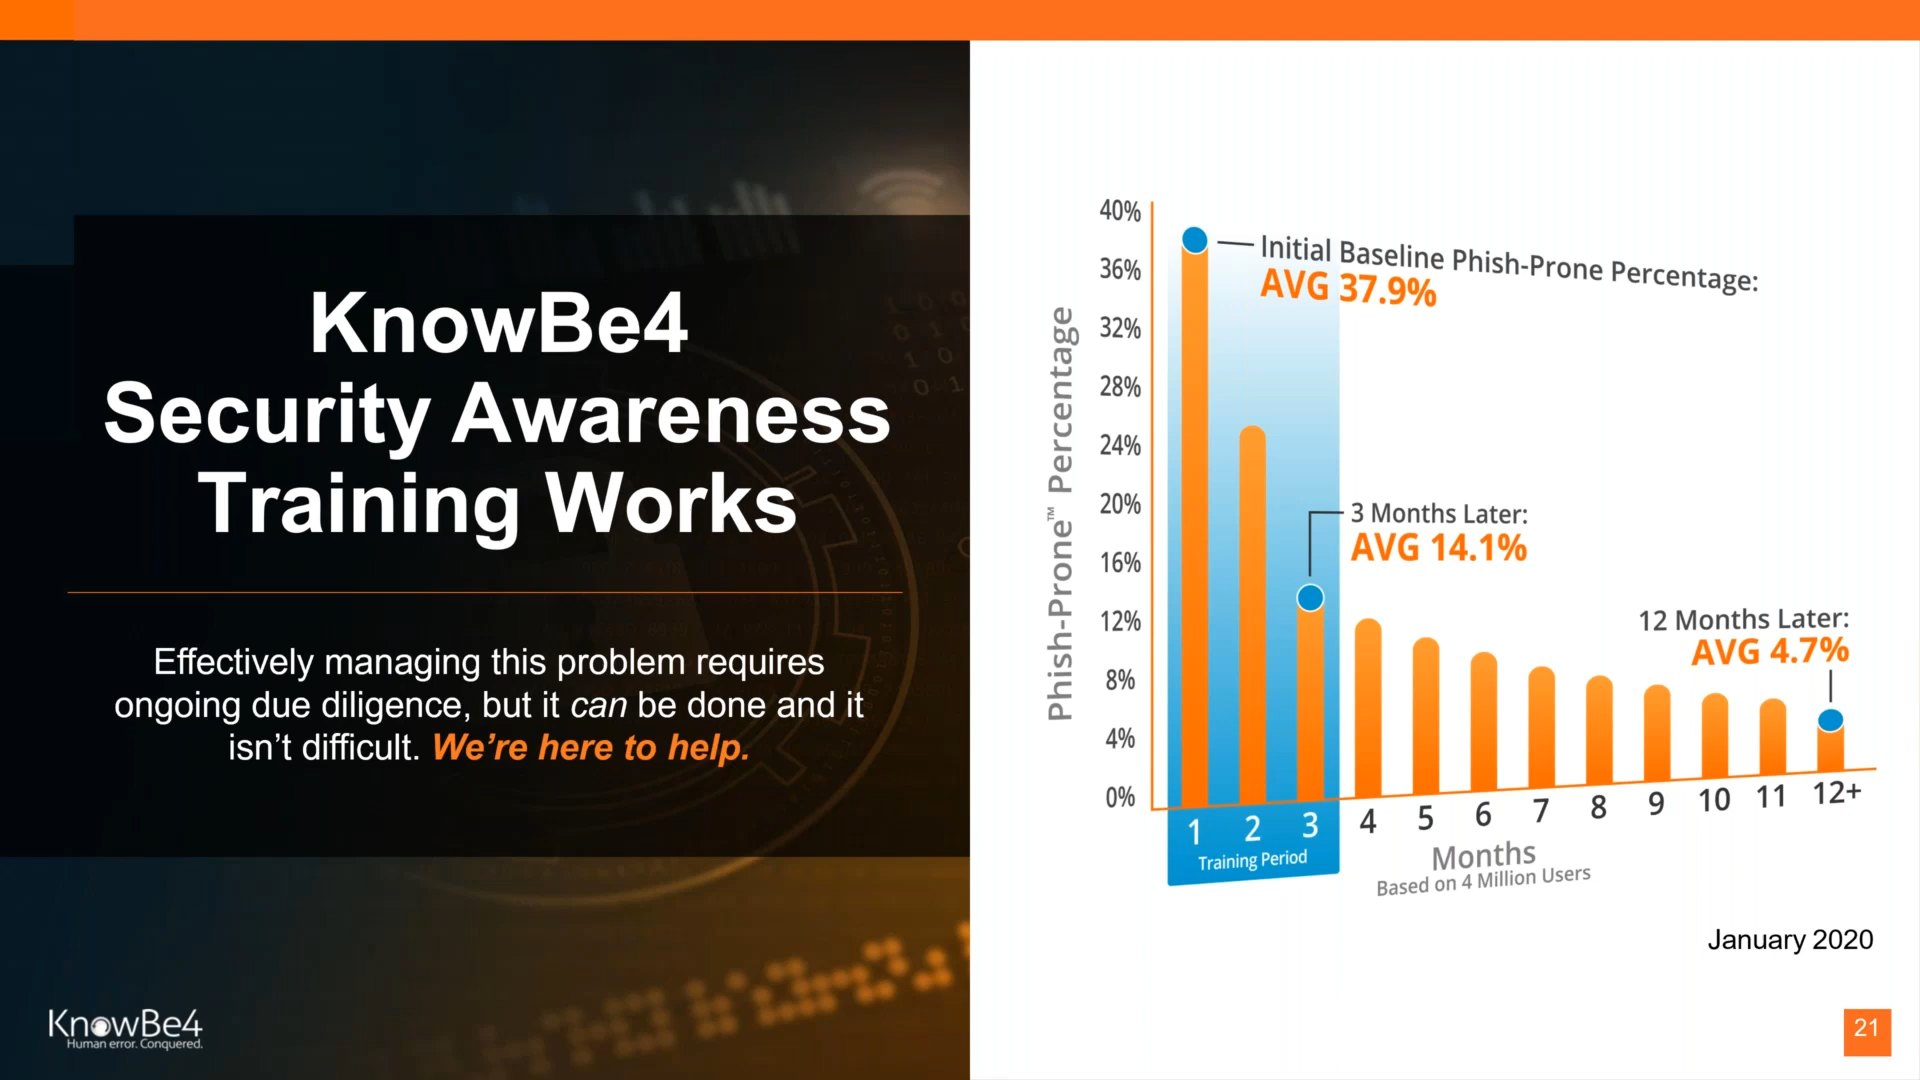 KnowBe4
Security Awareness
Training Works
Effectively managing this problem requires
ongoing due diligence, but it can be done and it
isn’t difficult. We’re here to help.
KnowBe4
Human error. Conquered.
Phish-Prone™ Percentage
40%
36%
32%
28%
24%
20%
16%
12%
8%
4%
0%
Initial Baseline Phish-Prone Percentage:
AVG 37.9%
3 Months Later:
AVG 14.1%
12 Months Later:
AVG 4.7%
1 2 3 4 5 6 7 8 9 10 11 12+
Training Period
Months
Based on 4 Million Users
January 2020
21